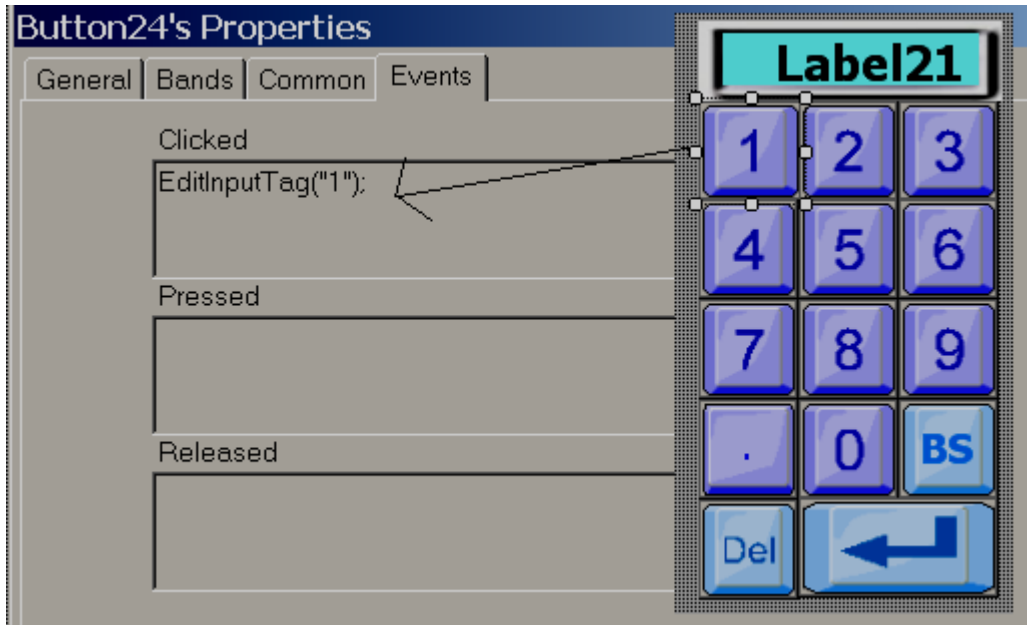 Button24's Properties
General Bands Common Events
Clicked
EditInputTag("1");
Pressed
Released
Label21
1 2 3
4 5 6
7 8 9
. 0 BS
Del